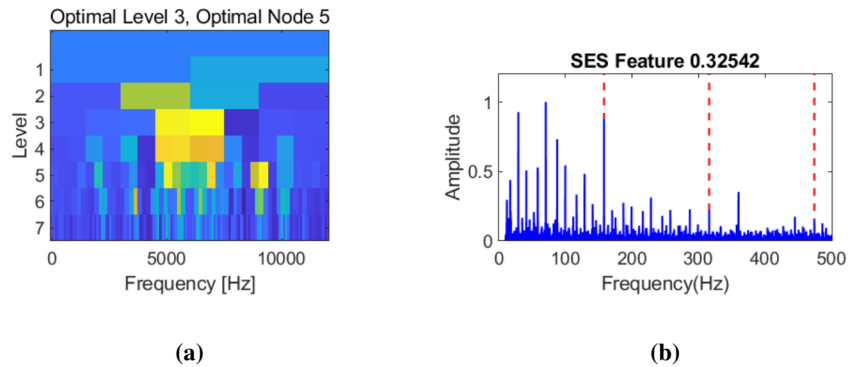 Optimal Level 3, Optimal Node 5
1
2
3
4
5
6
7
Level
0
5000
10000
Frequency [Hz]
(a)
SES Feature 0.32542
1
0.5
0
Amplitude
0
100
200
300
400
500
Frequency(Hz)
(b)